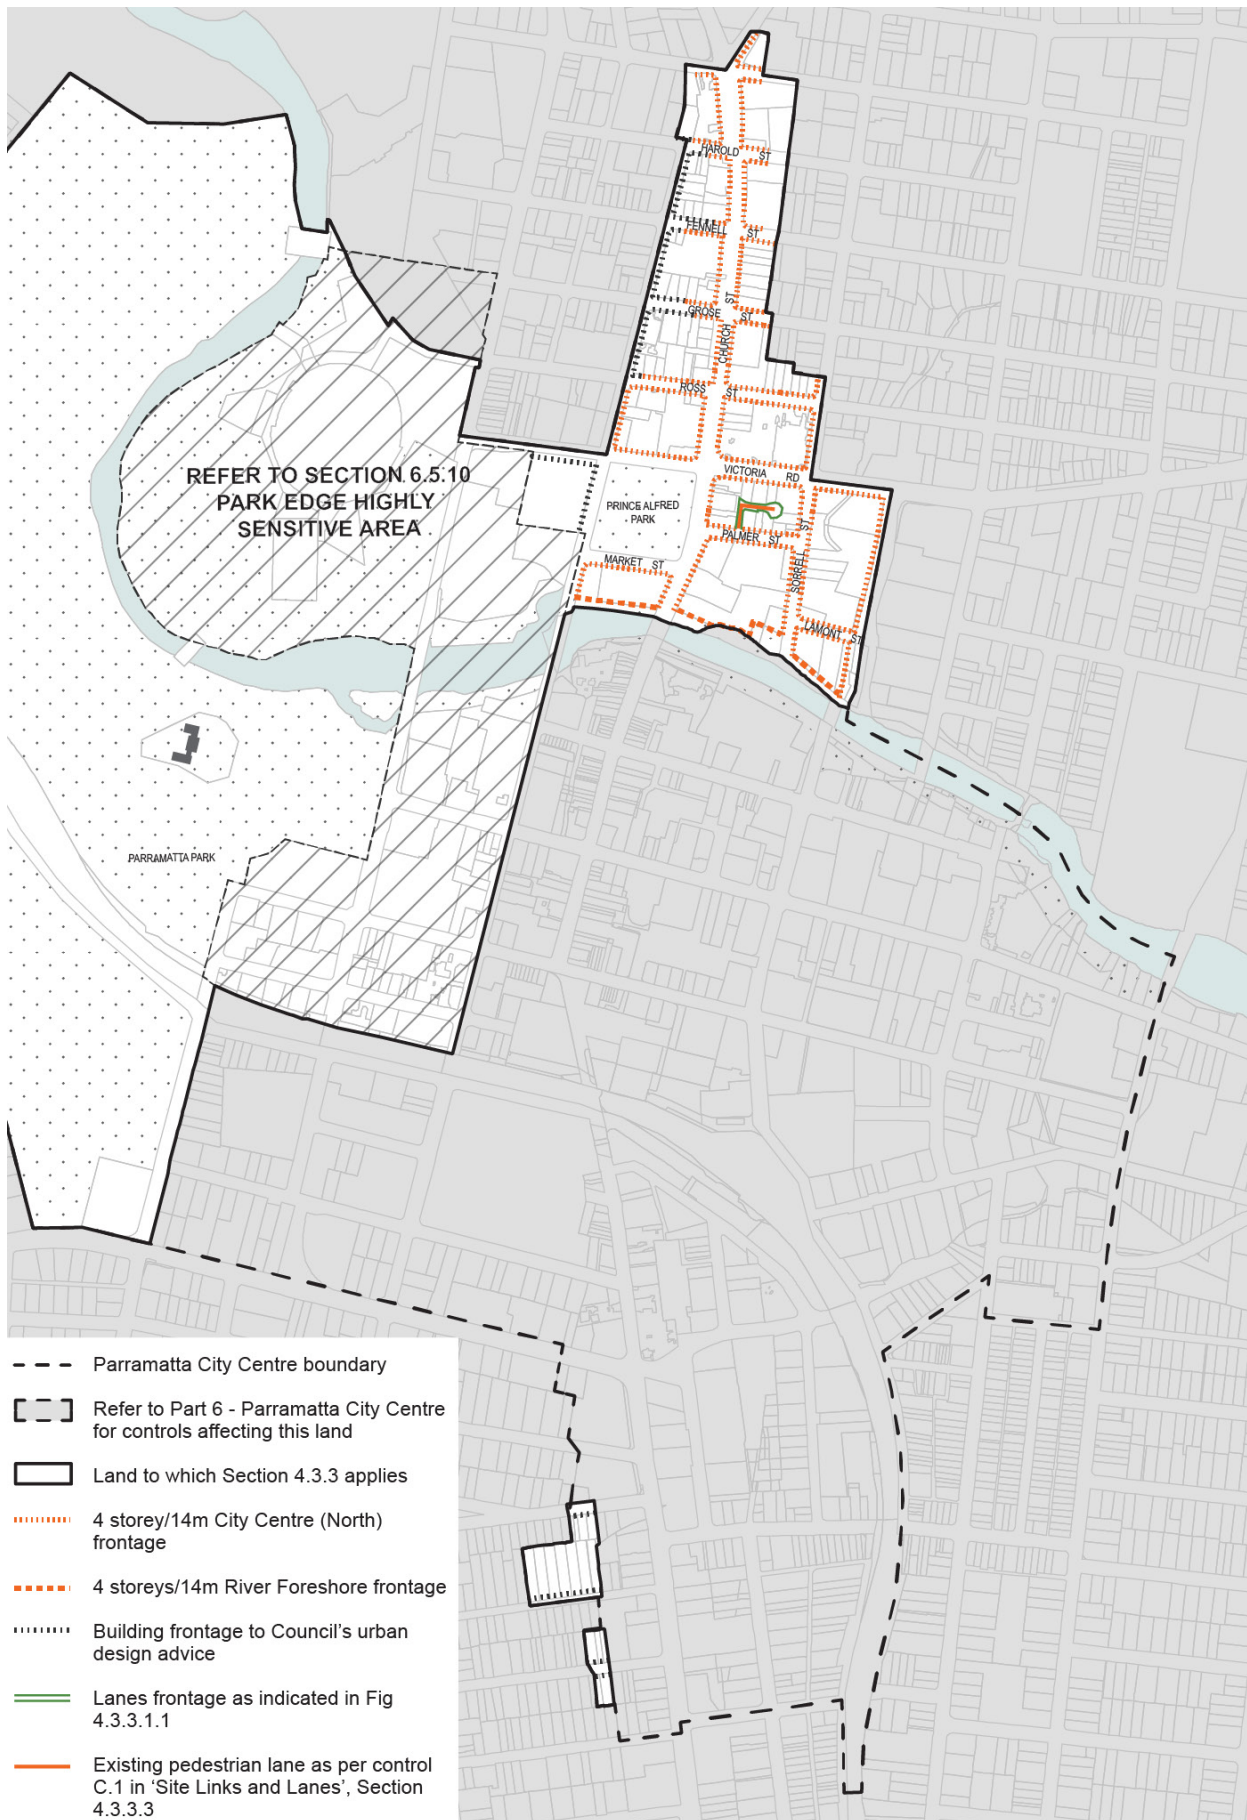 HAROLD ST
FENNELL ST
GROSE ST
CHURCH ST
ROSS ST
VICTORIA RD
REFER TO SECTION 6.5.10
PARK EDGE HIGHLY
SENSITIVE AREA
PRINCE ALFRED
PARK
PALMER ST
SORRELL ST
MARKET ST
LAMONT ST
PARRAMATTA PARK
Parramatta City Centre boundary
Refer to Part 6 - Parramatta City Centre
for controls affecting this land
Land to which Section 4.3.3 applies
4 storey/14m City Centre (North)
frontage
4 storeys/14m River Foreshore frontage
Building frontage to Council's urban
design advice
Lanes frontage as indicated in Fig
4.3.3.1.1
Existing pedestrian lane as per control
C.1 in 'Site Links and Lanes', Section
4.3.3.3